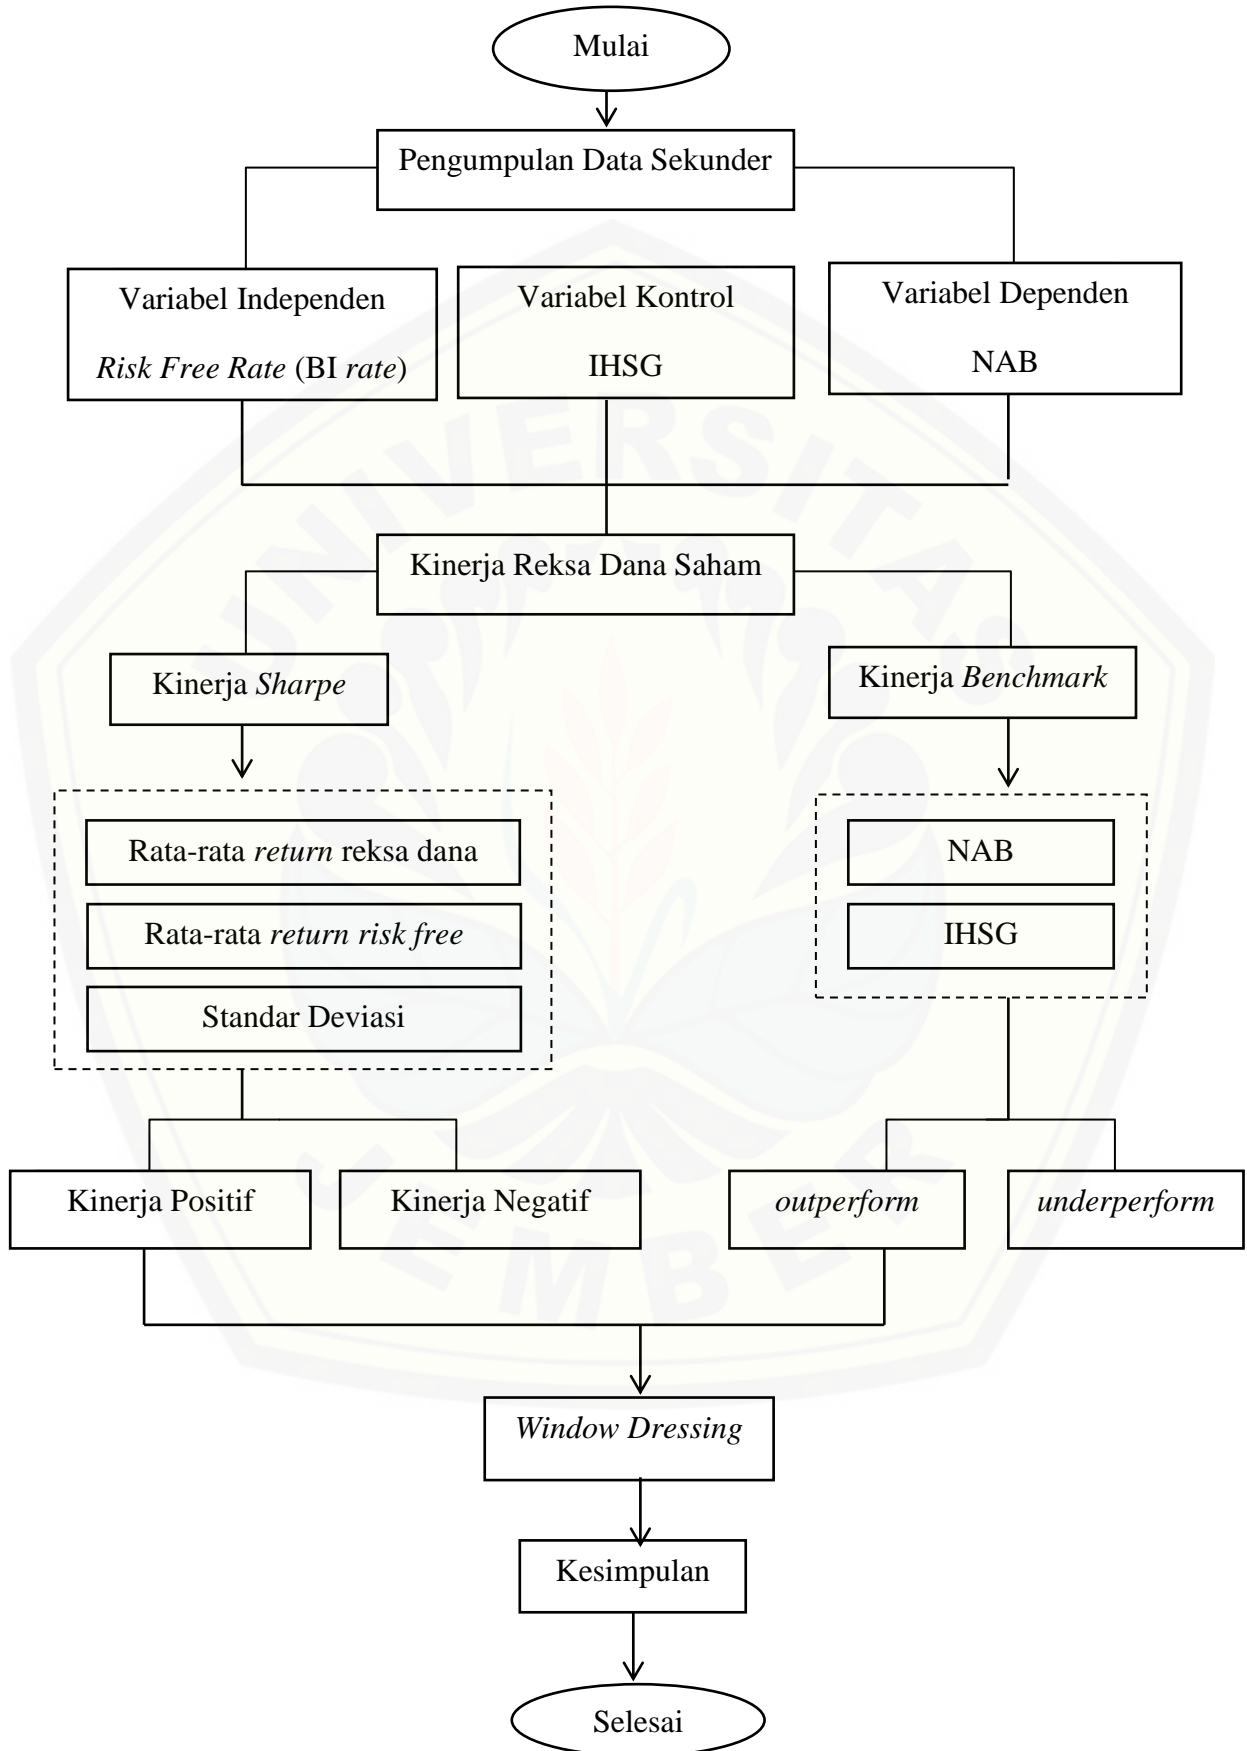 Mulai
Pengumpulan Data Sekunder
Variabel Independen
Risk Free Rate (BI rate)
Variabel Kontrol
IHSG
Variabel Dependen
NAB
Kinerja Reksa Dana Saham
Kinerja Sharpe
Kinerja Benchmark
Rata-rata return reksa dana
Rata-rata return risk free
Standar Deviasi
NAB
IHSG
Kinerja Positif
Kinerja Negatif
outperform
underperform
Window Dressing
Kesimpulan
Selesai
UNIVERSITAS
JEMBER